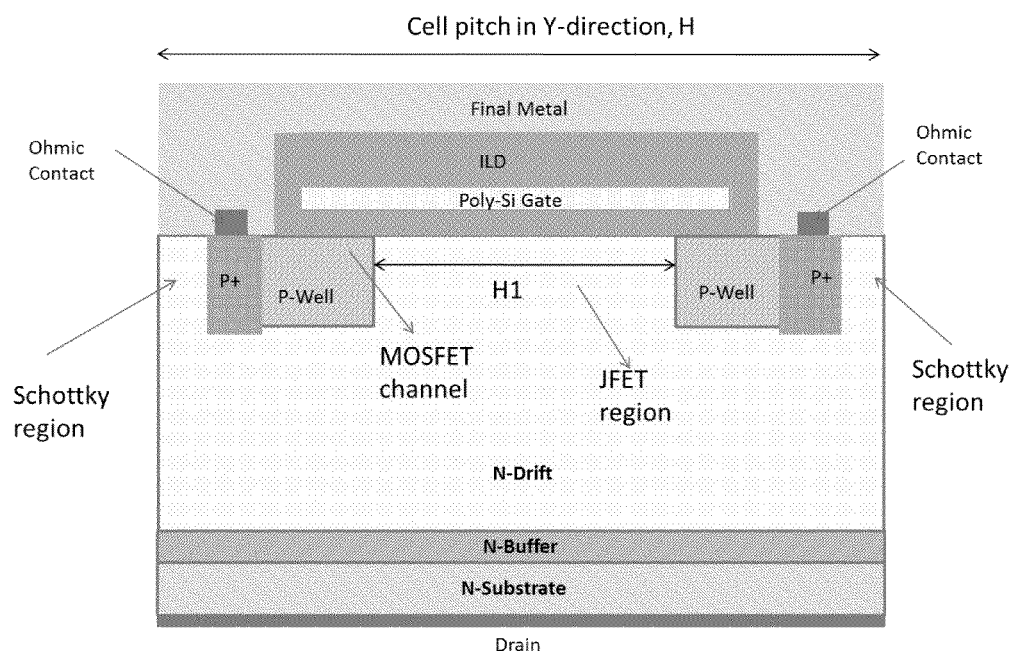 Cell pitch in Y-direction, H
Final Metal
Ohmic
Contact
Ohmic
Contact
ILD
Poly-Si Gate
P+
P-Well
H1
P-Well
P+
MOSFET
channel
JFET
region
Schottky
region
Schottky
region
N-Drift
N-Buffer
N-Substrate
Drain